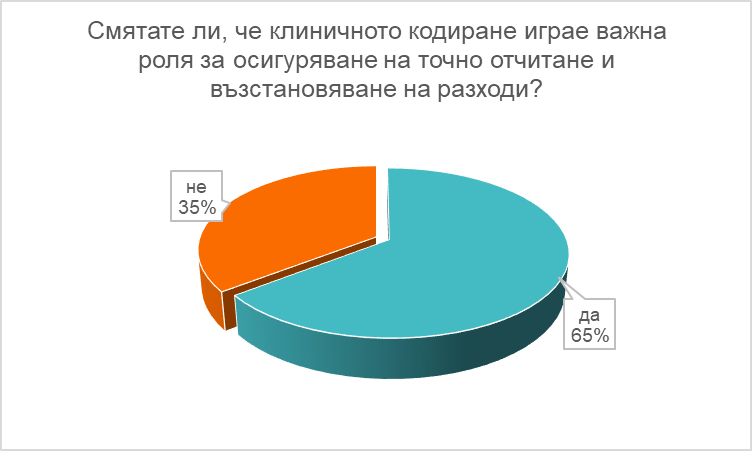 Смятате ли, че клиничното кодиране играе важна
роля за осигуряване на точно отчитане и
възстановяване на разходи?
не
35%
да
65%